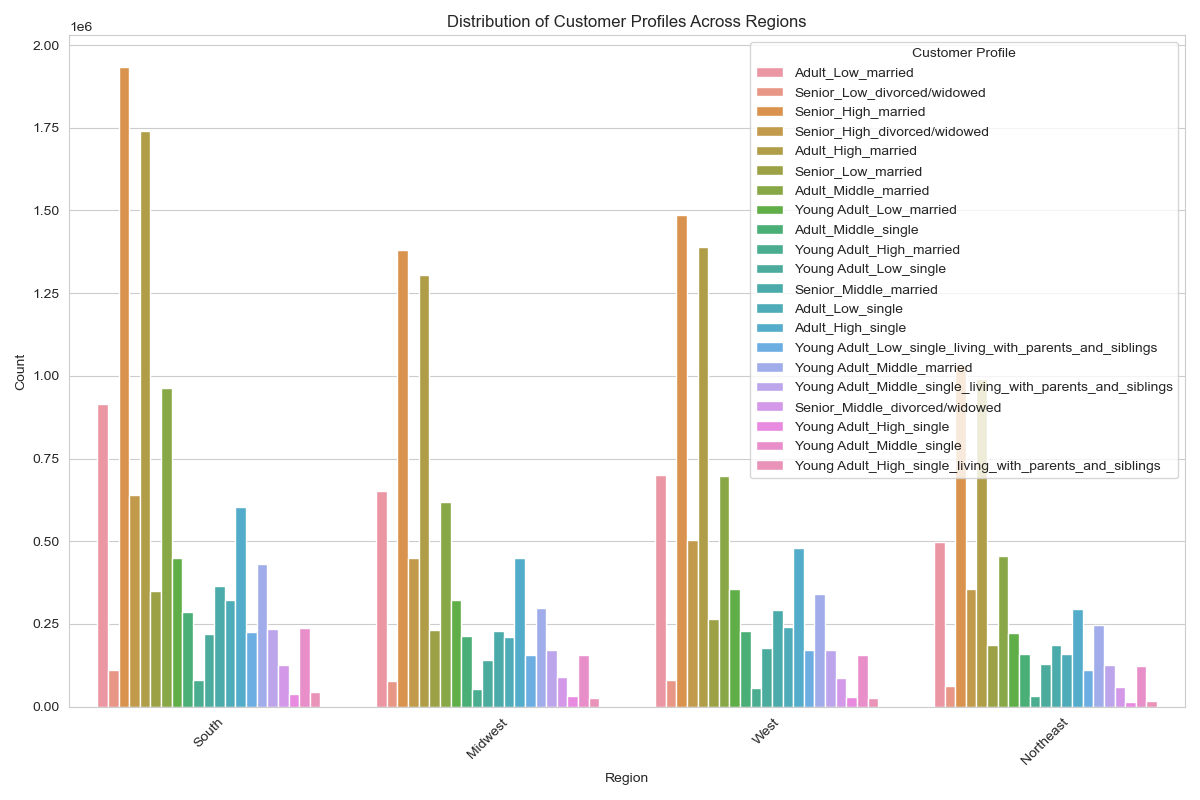 Distribution of Customer Profiles Across Regions
1e6
2.00
1.75
1.50
1.25
1.00
0.75
0.50
0.25
0.00
Count
Customer Profile
Adult_Low_married
Senior_Low_divorced/widowed
Senior_High_married
Senior_High_divorced/widowed
Adult_High_married
Senior_Low_married
Adult_Middle_married
Young Adult_Low_married
Adult_Middle_single
Young Adult_High_married
Young Adult_Low_single
Senior_Middle_married
Adult_Low_single
Adult_High_single
Young Adult_Low_single_living_with_parents_and_siblings
Young Adult_Middle_married
Young Adult_Middle_single_living_with_parents_and_siblings
Senior_Middle_divorced/widowed
Young Adult_High_single
Young Adult_Middle_single
Young Adult_High_single_living_with_parents_and_siblings
South
Midwest
West
Northeast
Region